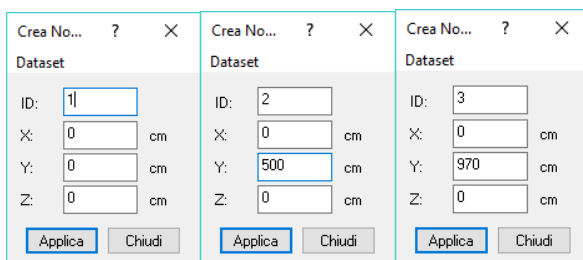 Crea No... ? ×
Dataset
ID: 1
X: 0 cm
Y: 0 cm
Z: 0 cm
Applica Chiudi
Crea No... ? ×
Dataset
ID: 2
X: 0 cm
Y: 500 cm
Z: 0 cm
Applica Chiudi
Crea No... ? ×
Dataset
ID: 3
X: 0 cm
Y: 970 cm
Z: 0 cm
Applica Chiudi